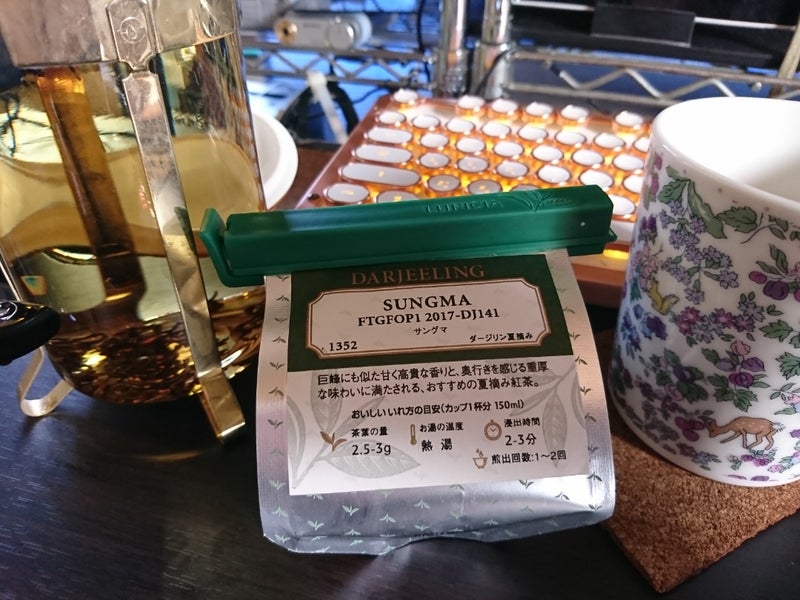 LUPICIA
DARJEELING
SUNGMA
FTGFOP1 2017-DJ141
サングマ
1352 ダージリン夏摘み
巨峰にも似た甘く高貴な香りと、奥行きを感じる重厚
な味わいに満たされる、おすすめの夏摘み紅茶。
おいしいいれ方の目安(カップ1杯分 150ml)
茶葉の量
2.5-3g
お湯の温度
熱湯
浸出時間
2-3分
煎出回数:1〜2回